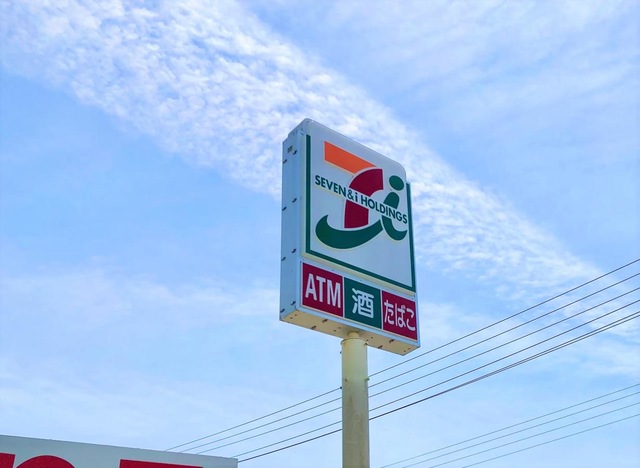 SEVEN&i HOLDINGS
ATM 酒 たばこ